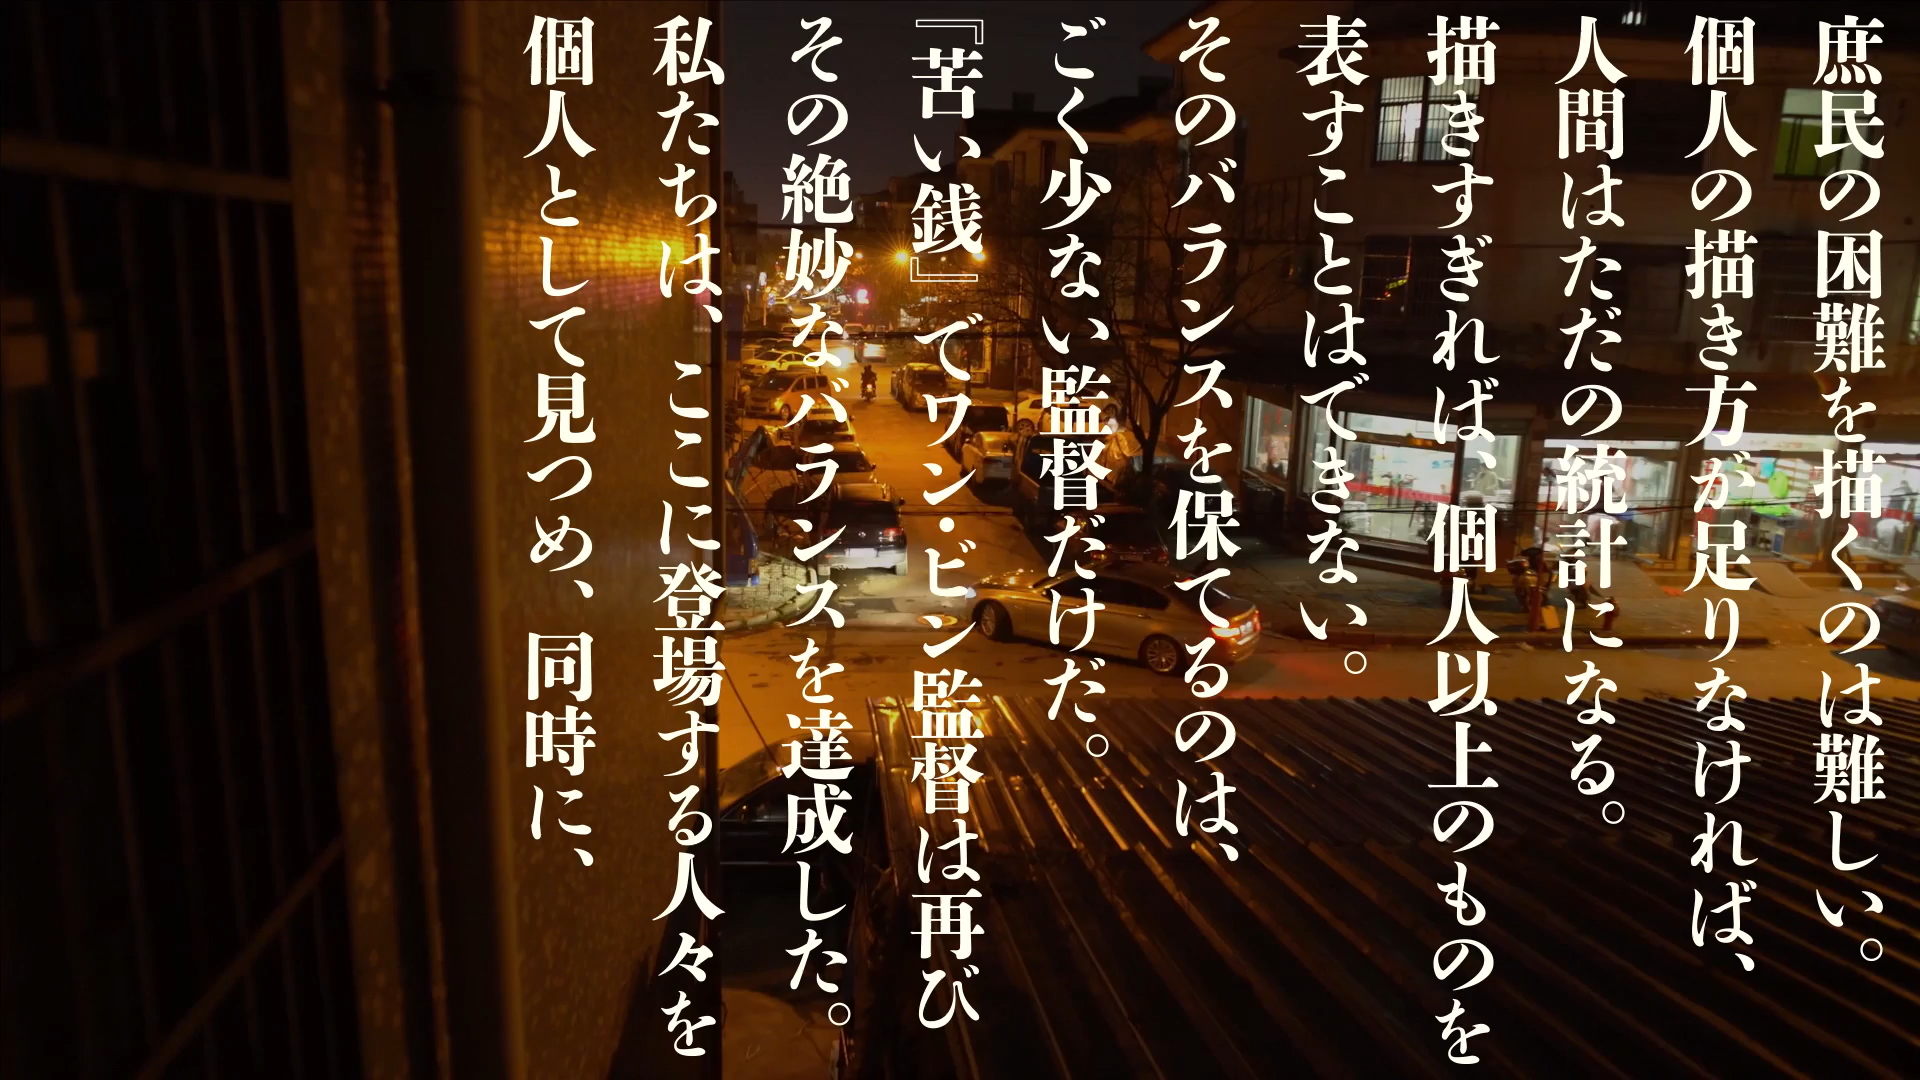 庶民の困難を描くのは難しい。
個人の描き方が足りなければ、
人間はただの統計になる。
描きすぎれば、個人以上のものを
表すことはできない。
そのバランスを保てるのは、
ごく少ない監督だけだ。
『苦い銭』でワン・ビン監督は再び
その絶妙なバランスを達成した。
私たちは、ここに登場する人々を
個人として見つめ、同時に、